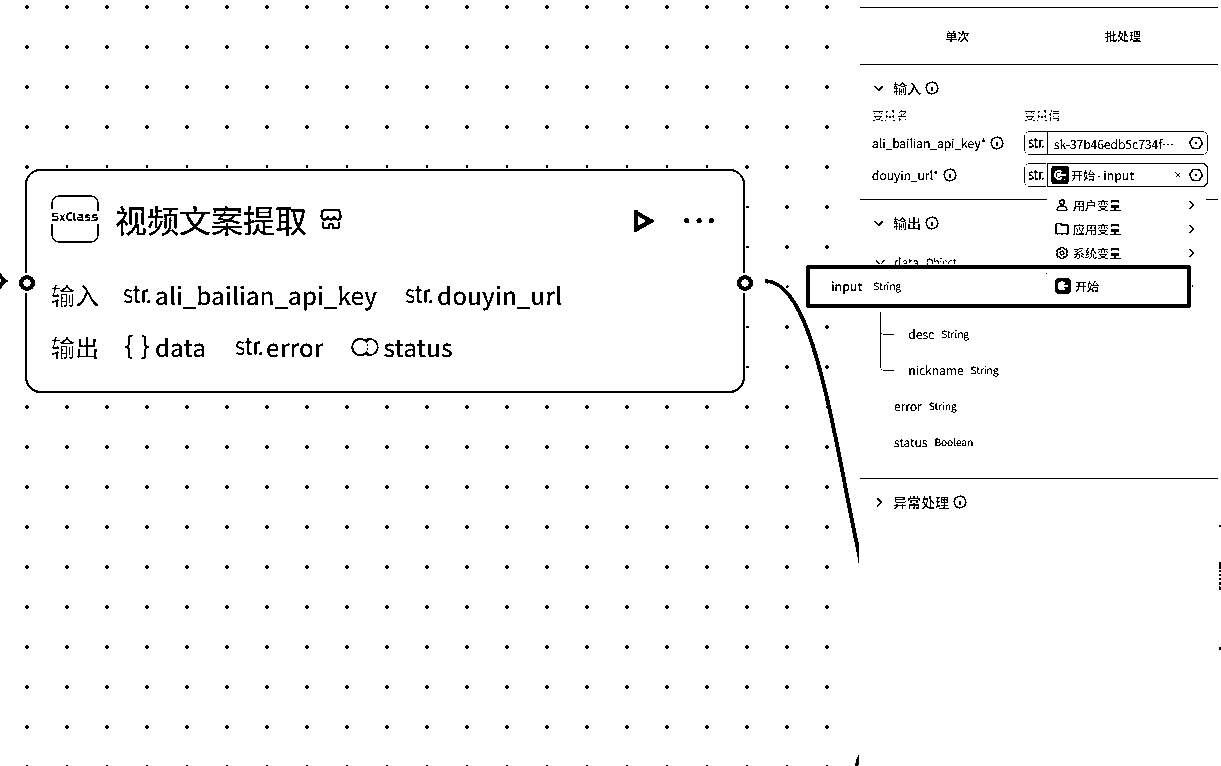 5xClass 视频文案提取
输入 str. ali_bailian_api_key str. douyin_url
输出 { } data str. error status
单次 批处理
输入
变量名 变量值
ali_bailian_api_key* str. sk-37b46edb5c734f···
douyin_url* str. 开始 - input ×
用户变量
输出 应用变量
系统变量
data Object
input String 开始
desc String
nickname String
error String
status Boolean
异常处理